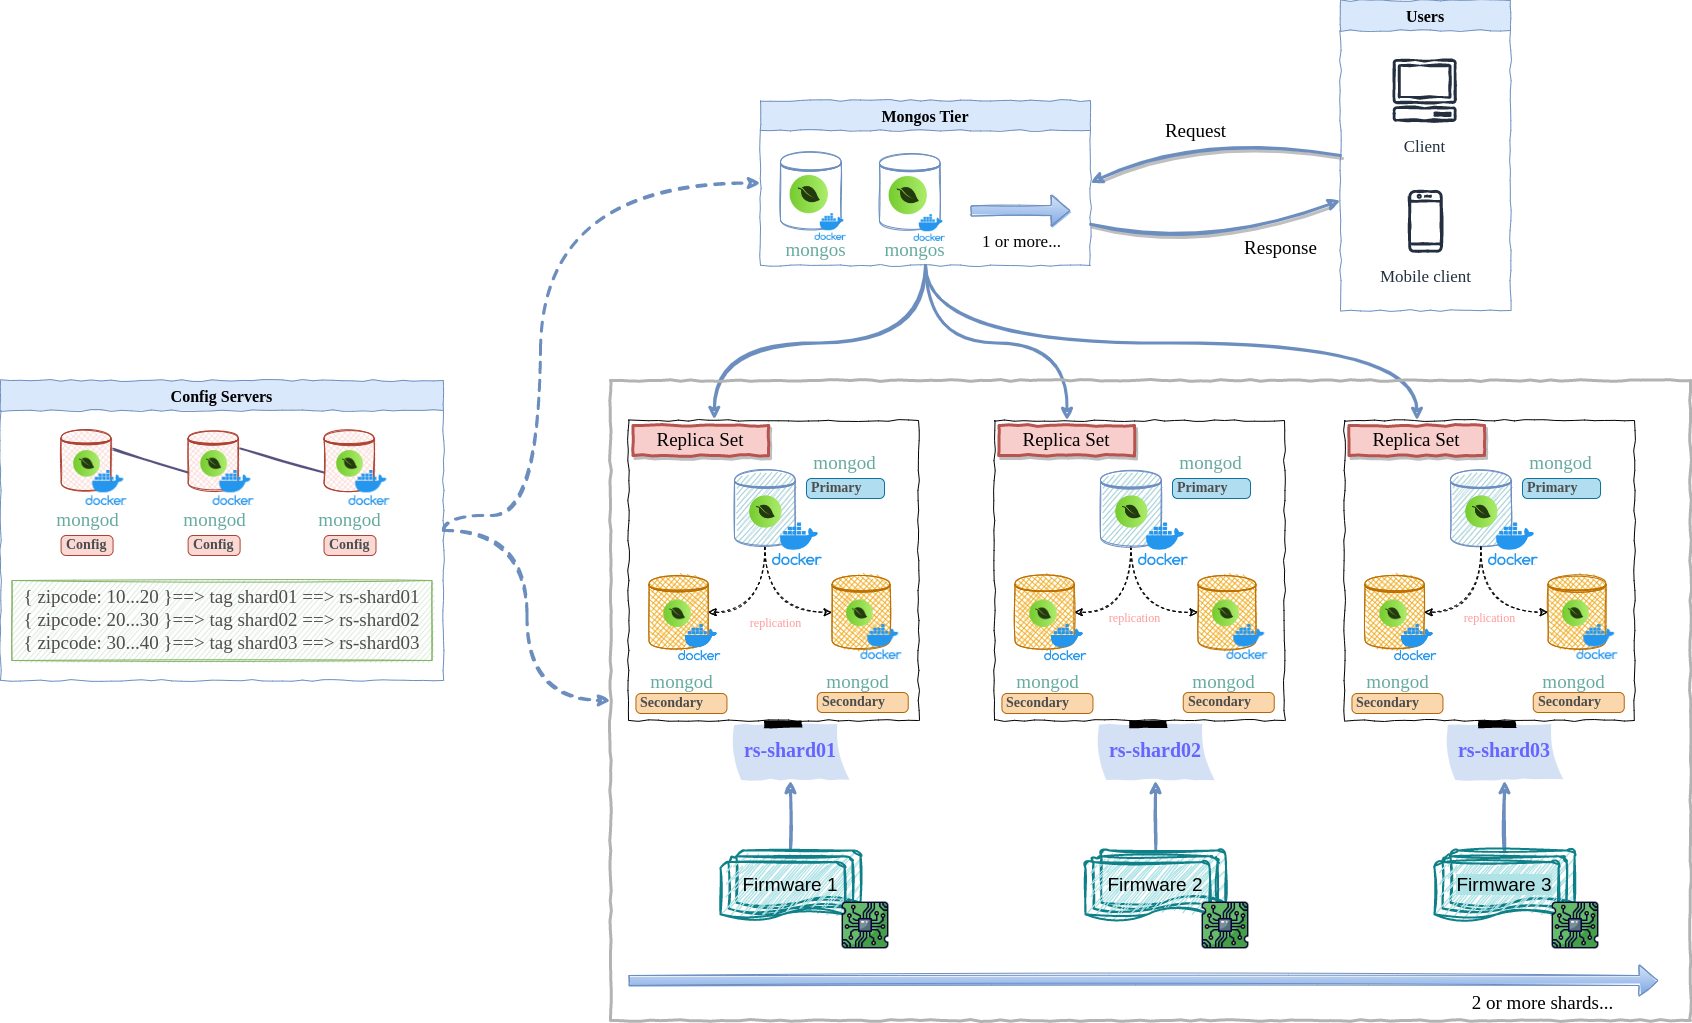 Users
Client
Mobile client
Request
Response
Mongos Tier
docker
docker
mongos
mongos
1 or more...
Config Servers
docker
docker
docker
mongod
mongod
mongod
Config
Config
Config
{ zipcode: 10...20 }==> tag shard01 ==> rs-shard01
{ zipcode: 20...30 }==> tag shard02 ==> rs-shard02
{ zipcode: 30...40 }==> tag shard03 ==> rs-shard03
Replica Set
mongod
Primary
docker
replication
docker
docker
mongod
mongod
Secondary
Secondary
rs-shard01
Firmware 1
Replica Set
mongod
Primary
docker
replication
docker
docker
mongod
mongod
Secondary
Secondary
rs-shard02
Firmware 2
Replica Set
mongod
Primary
docker
replication
docker
docker
mongod
mongod
Secondary
Secondary
rs-shard03
Firmware 3
2 or more shards...